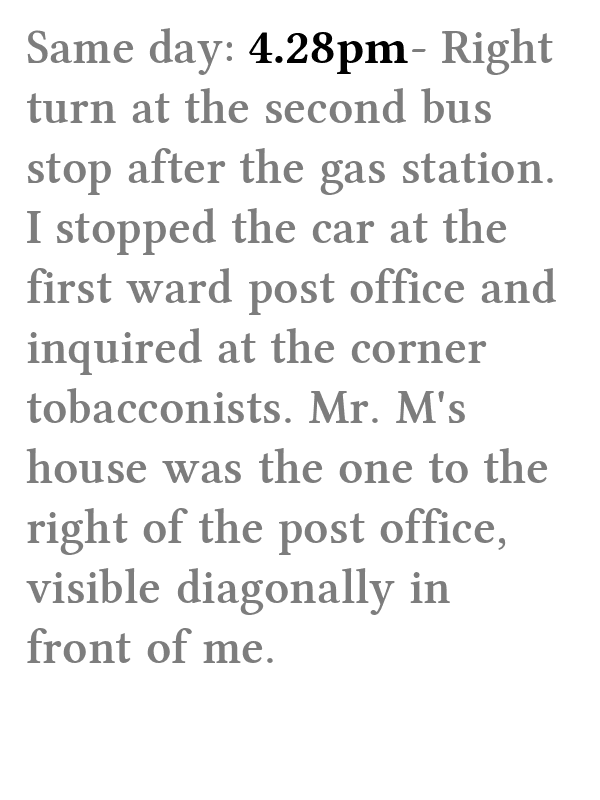 Same day: 4.28pm- Right
turn at the second bus
stop after the gas station.
I stopped the car at the
first ward post office and
inquired at the corner
tobacconists. Mr. M's
house was the one to the
right of the post office,
visible diagonally in
front of me.